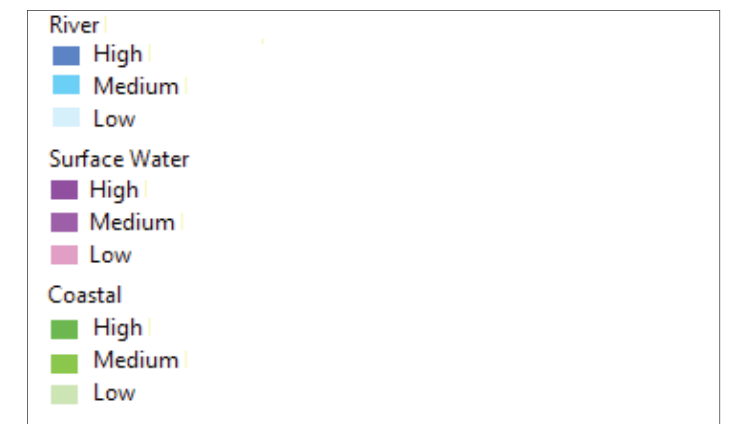 River
High
Medium
Low
Surface Water
High
Medium
Low
Coastal
High
Medium
Low